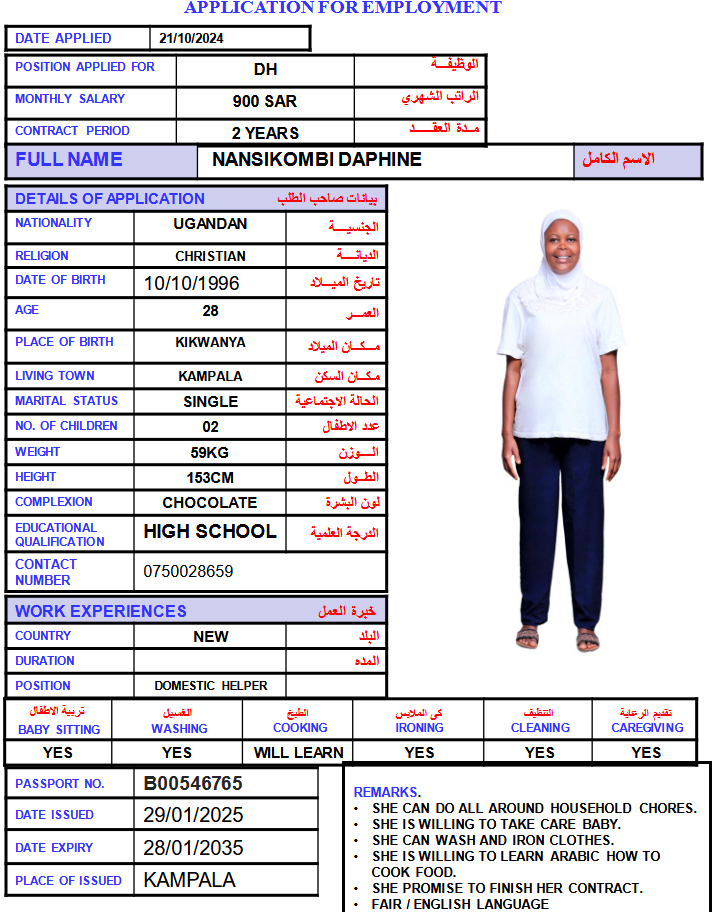 APPLICATION FOR EMPLOYMENT
DATE APPLIED 21/10/2024
POSITION APPLIED FOR DH الوظيفـــة
MONTHLY SALARY 900 SAR الراتب الشهري
CONTRACT PERIOD 2 YEARS مـدة العقـــد
FULL NAME NANSIKOMBI DAPHINE الاسم الكامل
DETAILS OF APPLICATION بيانات صاحب الطلب
NATIONALITY UGANDAN الجنسيـــة
RELIGION CHRISTIAN الديانـــة
DATE OF BIRTH 10/10/1996 تاريخ الميـــلاد
AGE 28 العمـــر
PLACE OF BIRTH KIKWANYA مـــكـــان الميلاد
LIVING TOWN KAMPALA مكـــان السكن
MARITAL STATUS SINGLE الحالة الاجتماعية
NO. OF CHILDREN 02 عدد الاطفال
WEIGHT 59KG الـــوزن
HEIGHT 153CM الطـــول
COMPLEXION CHOCOLATE لون البشرة
EDUCATIONAL QUALIFICATION HIGH SCHOOL الدرجة العلمية
CONTACT NUMBER 0750028659
WORK EXPERIENCES خبرة العمل
COUNTRY NEW البلد
DURATION المده
POSITION DOMESTIC HELPER
تربية الاطفال الغسيل الطبخ كى الملابس التنظيف تقديم الرعاية
BABY SITTING WASHING COOKING IRONING CLEANING CAREGIVING
YES YES WILL LEARN YES YES YES
PASSPORT NO. B00546765
DATE ISSUED 29/01/2025
DATE EXPIRY 28/01/2035
PLACE OF ISSUED KAMPALA
REMARKS.
• SHE CAN DO ALL AROUND HOUSEHOLD CHORES.
• SHE IS WILLING TO TAKE CARE BABY.
• SHE CAN WASH AND IRON CLOTHES.
• SHE IS WILLING TO LEARN ARABIC HOW TO
COOK FOOD.
• SHE PROMISE TO FINISH HER CONTRACT.
• FAIR / ENGLISH LANGUAGE